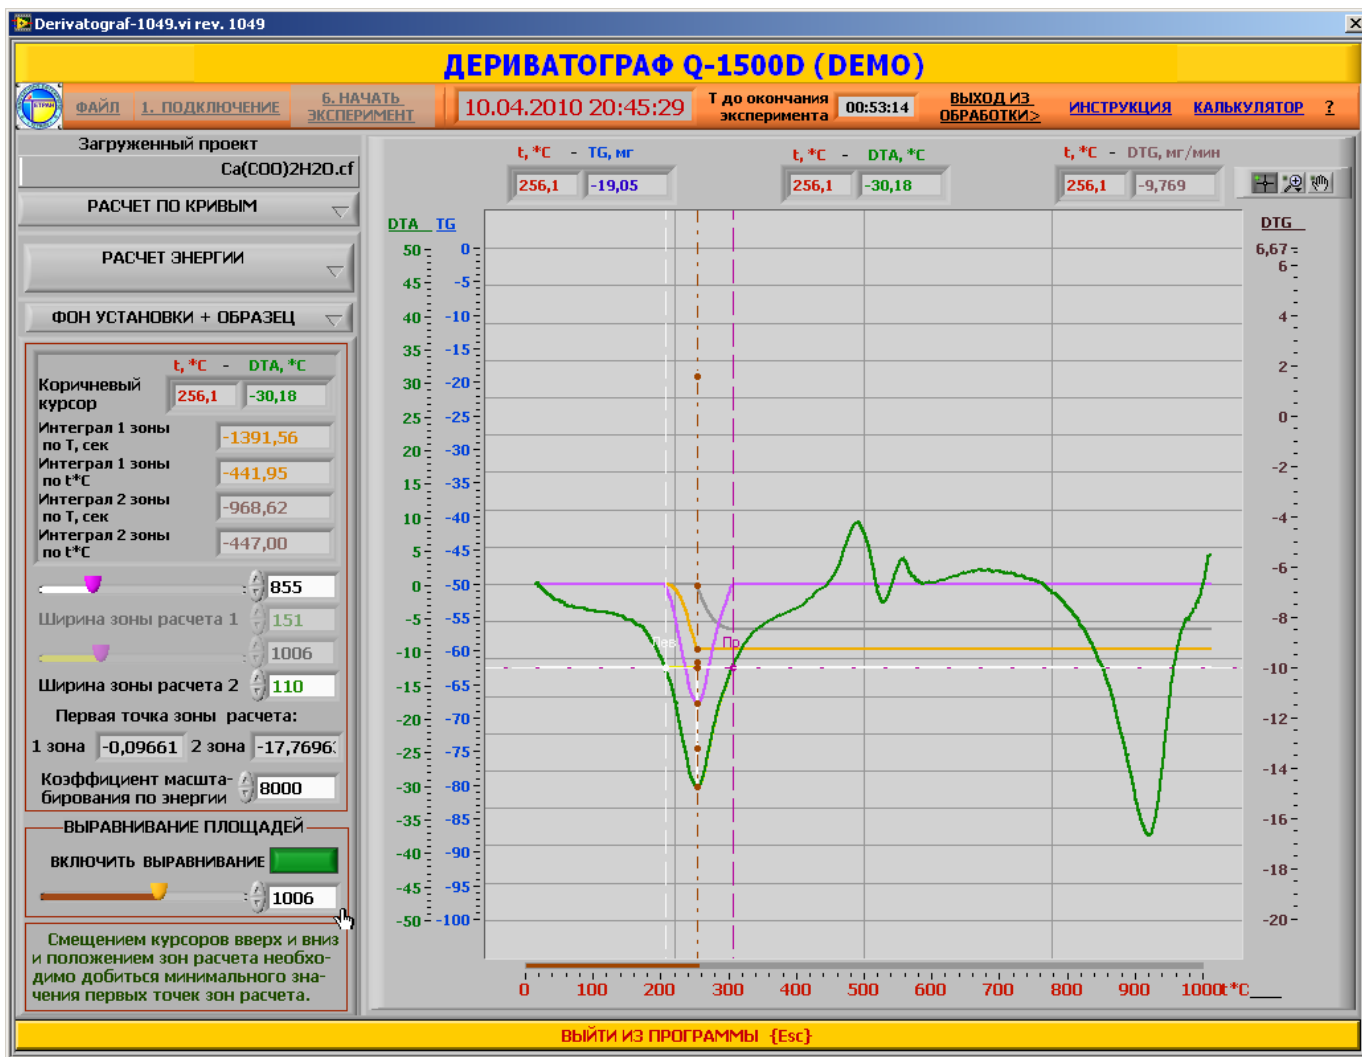 Derivatograf-1049.vi rev. 1049
ДЕРИВАТОГРАФ Q-1500D (DEMO)
ФАЙЛ 1. ПОДКЛЮЧЕНИЕ 6. НАЧАТЬ ЭКСПЕРИМЕНТ 10.04.2010 20:45:29 Т до окончания эксперимента 00:53:14 ВЫХОД ИЗ ОБРАБОТКИ> ИНСТРУКЦИЯ КАЛЬКУЛЯТОР ?
Загруженный проект
Ca(COO)2H2O.cf
РАСЧЕТ ПО КРИВЫМ
РАСЧЕТ ЭНЕРГИИ
ФОН УСТАНОВКИ + ОБРАЗЕЦ
t, *C - DTA, *C
Коричневый
курсор 256,1 -30,18
Интеграл 1 зоны
по T, сек -1391,56
Интеграл 1 зоны
по t*C -441,95
Интеграл 2 зоны
по T, сек -968,62
Интеграл 2 зоны
по t*C -447,00
855
Ширина зоны расчета 1 151
1006
Ширина зоны расчета 2 110
Первая точка зоны расчета:
1 зона -0,09661 2 зона -17,7696
Коэффициент масшта-
бирования по энергии 8000
ВЫРАВНИВАНИЕ ПЛОЩАДЕЙ
ВКЛЮЧИТЬ ВЫРАВНИВАНИЕ
1006
Смещением курсоров вверх и вниз
и положением зон расчета необхо-
димо добиться минимального зна-
чения первых точек зон расчета.
t, *C - TG, мг
256,1 -19,05
t, *C - DTA, *C
256,1 -30,18
t, *C - DTG, мг/мин
256,1 -9,769
DTA TG
50 0
45 -5
40 -10
35 -15
30 -20
25 -25
20 -30
15 -35
10 -40
5 -45
0 -50
-5 -55
-10 -60
-15 -65
-20 -70
-25 -75
-30 -80
-35 -85
-40 -90
-45 -95
-50 -100
Лев
Пр
DTG
6,67
6
4
2
0
-2
-4
-6
-8
-10
-12
-14
-16
-18
-20
0 100 200 300 400 500 600 700 800 900 1000 t*C
ВЫЙТИ ИЗ ПРОГРАММЫ {Esc}